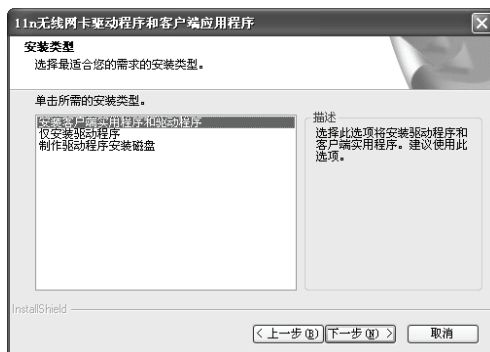 11n无线网卡驱动程序和客户端应用程序
安装类型
选择最适合您的需求的安装类型。
单击所需的安装类型。
安装客户端实用程序和驱动程序
仅安装驱动程序
制作驱动程序安装磁盘
描述
选择此选项将安装驱动程序和
客户端实用程序。建议使用此
选项。
InstallShield
< 上一步(B)
下一步(N) >
取消